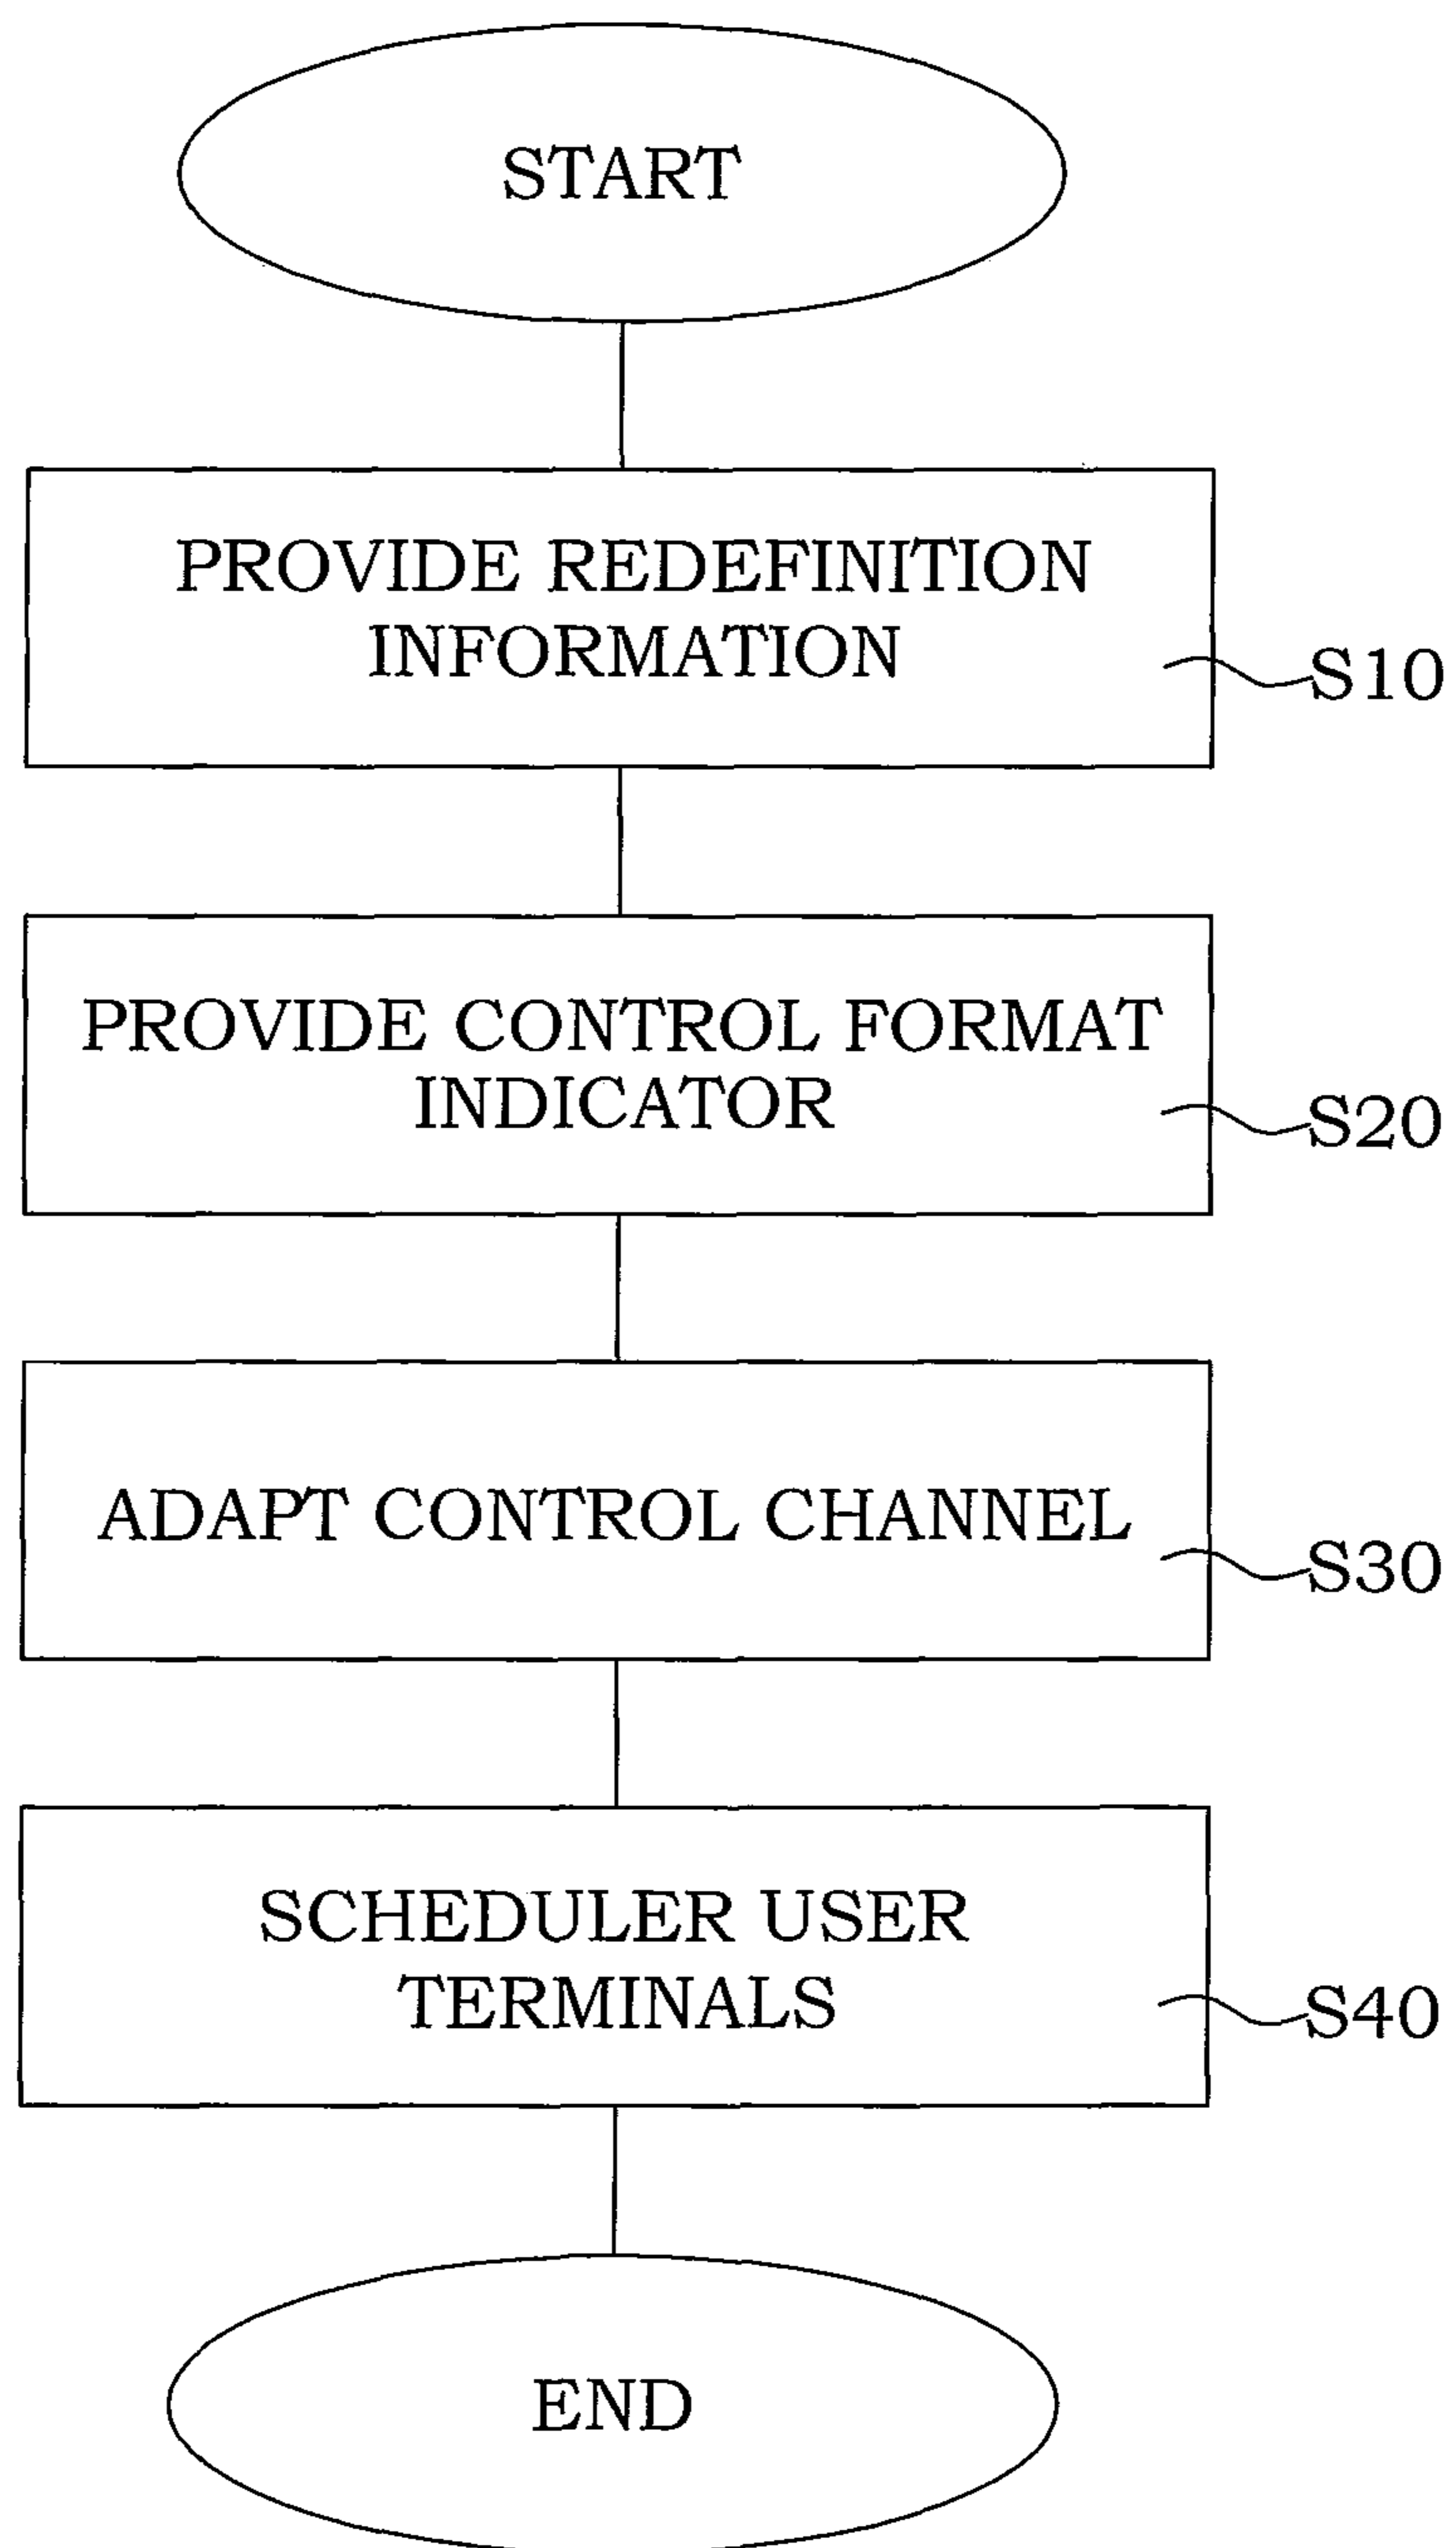 START
PROVIDE REDEFINITION
INFORMATION
S10
PROVIDE CONTROL FORMAT
INDICATOR
S20
ADAPT CONTROL CHANNEL
S30
SCHEDULER USER
TERMINALS
S40
END